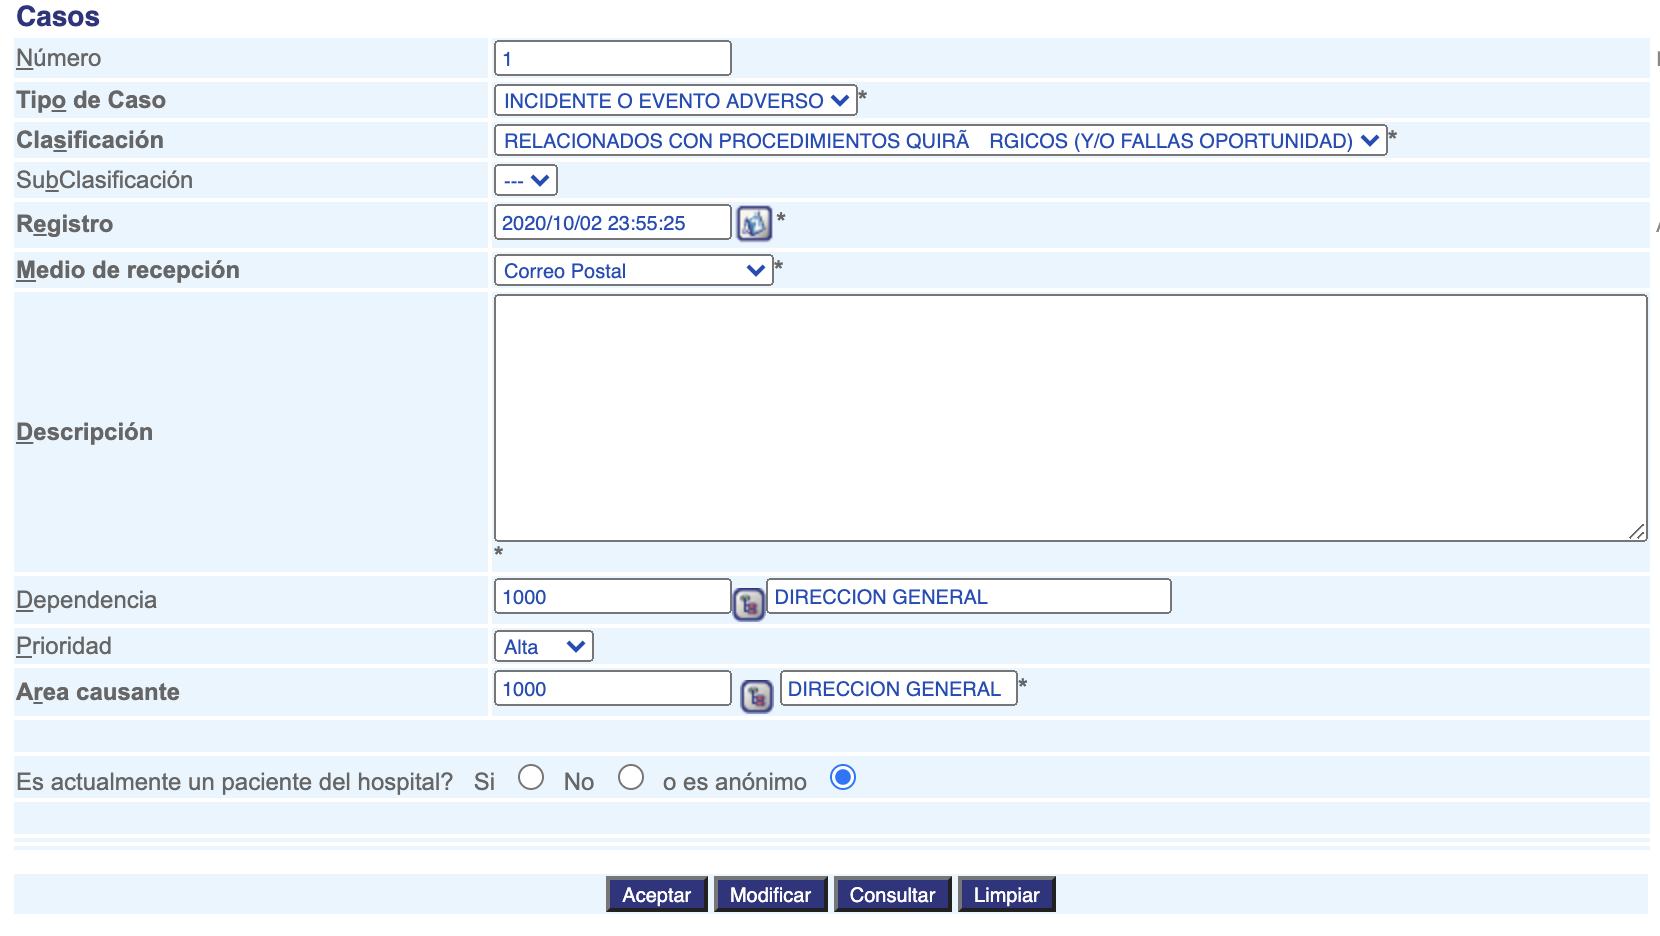 Casos
Número 1
Tipo de Caso INCIDENTE O EVENTO ADVERSO *
Clasificación RELACIONADOS CON PROCEDIMIENTOS QUIRÃ RGICOS (Y/O FALLAS OPORTUNIDAD) *
SubClasificación ---
Registro 2020/10/02 23:55:25 *
Medio de recepción Correo Postal *
Descripción
*
Dependencia 1000 DIRECCION GENERAL
Prioridad Alta
Area causante 1000 DIRECCION GENERAL *
Es actualmente un paciente del hospital? Si No o es anónimo
Aceptar Modificar Consultar Limpiar